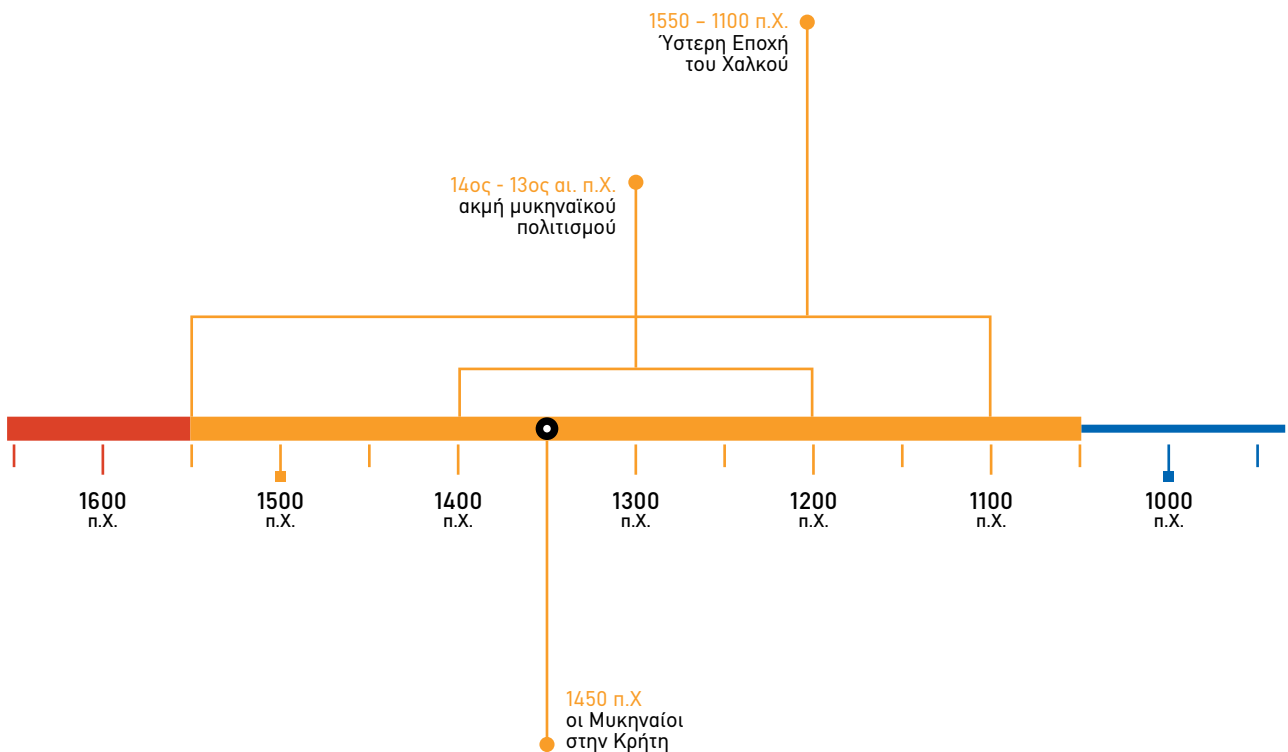 1550 – 1100 π.Χ.
Ύστερη Εποχή
του Χαλκού
14ος - 13ος αι. π.Χ.
ακμή μυκηναϊκού
πολιτισμού
1600
π.Χ.
1500
π.Χ.
1400
π.Χ.
1300
π.Χ.
1200
π.Χ.
1100
π.Χ.
1000
π.Χ.
1450 π.Χ
οι Μυκηναίοι
στην Κρήτη